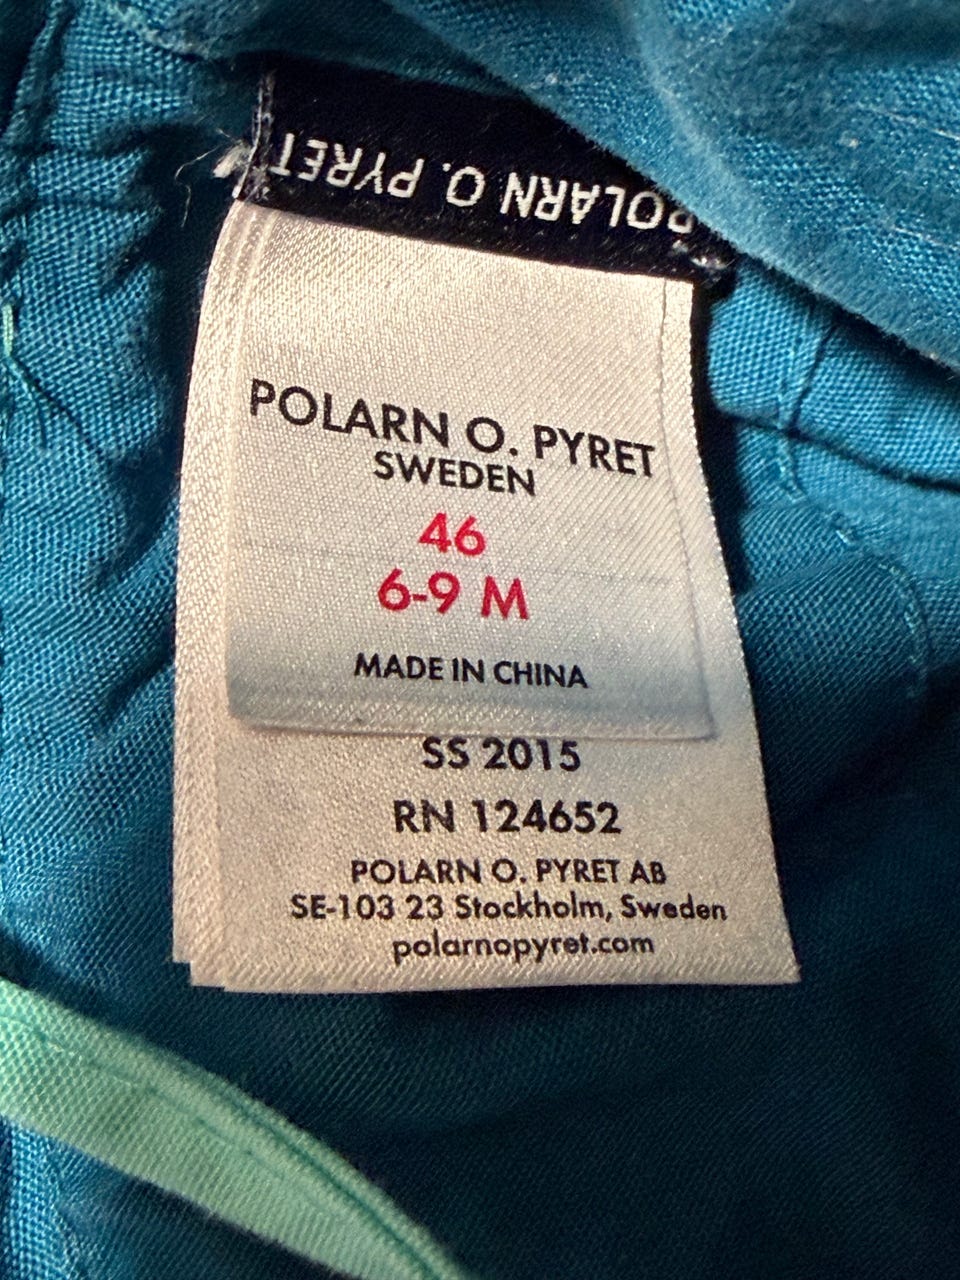 POLARN O. PYRET
POLARN O. PYRET
SWEDEN
46
6-9 M
MADE IN CHINA
SS 2015
RN 124652
POLARN O. PYRET AB
SE-103 23 Stockholm, Sweden
polarnopyret.com